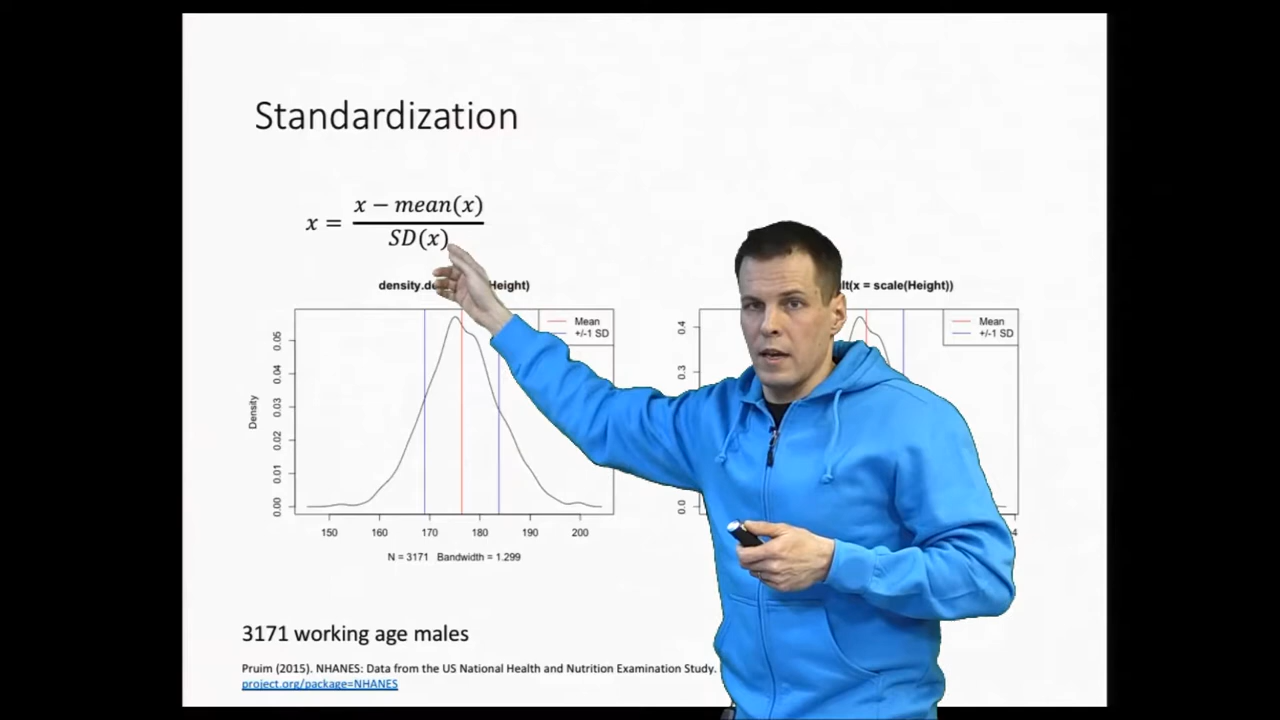 Standardization
x = x − mean(x)
SD(x)
Height)
x = scale(Height))
Mean
+/-1 SD
Mean
+/-1 SD
Density
0.00 0.01 0.02 0.03 0.04 0.05
0.0
0.3
0.4
150 160 170 180 190 200
4
N = 3171 Bandwidth = 1.299
3171 working age males
Pruim (2015). NHANES: Data from the US National Health and Nutrition Examination Study.
project.org/package=NHANES